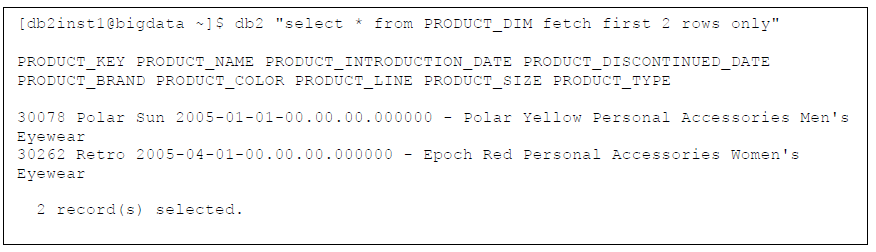 [db2inst1@bigdata ~]$ db2 "select * from PRODUCT_DIM fetch first 2 rows only"
PRODUCT_KEY PRODUCT_NAME PRODUCT_INTRODUCTION_DATE PRODUCT_DISCONTINUED_DATE
PRODUCT_BRAND PRODUCT_COLOR PRODUCT_LINE PRODUCT_SIZE PRODUCT_TYPE
30078 Polar Sun 2005-01-01-00.00.00.000000 - Polar Yellow Personal Accessories Men's
Eyewear
30262 Retro 2005-04-01-00.00.00.000000 - Epoch Red Personal Accessories Women's
Eyewear
2 record(s) selected.